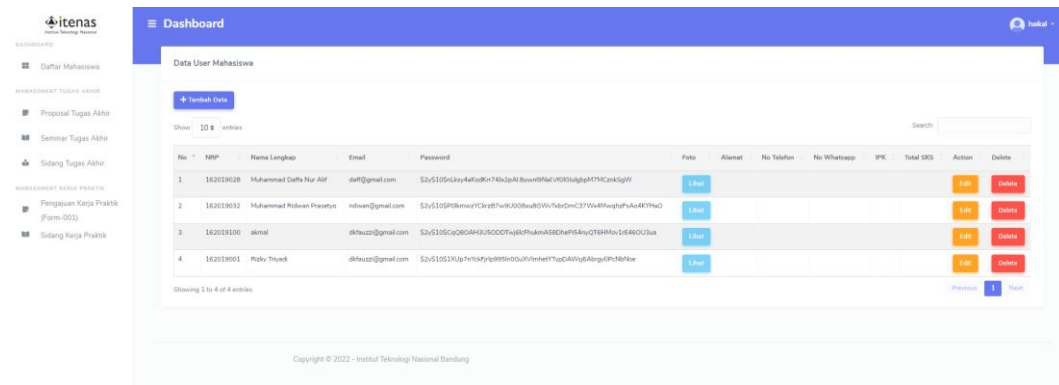 itenas
Institut Teknologi Nasional
Dashboard
haikal
DASHBOARD
Daftar Mahasiswa
MANAGEMENT TUGAS AKHIR
Proposal Tugas Akhir
Seminar Tugas Akhir
Sidang Tugas Akhir
MANAGEMENT KERJA PRAKTIK
Pengajuan Kerja Praktik
(Form-001)
Sidang Kerja Praktik
Data User Mahasiswa
+ Tambah Data
Show 10 entries
Search:
No NRP Nama Lengkap Email Password Foto Alamat No Telefon No Whatsapp IPK Total SKS Action Delete
1 162019028 Muhammad Daffa Nur Alif daff@gmail.com Lihat Edit Delete
2 162019032 Muhammad Ridwan Prasetyo ridwan@gmail.com Lihat Edit Delete
3 162019100 akmal dkfauzzi@gmail.com Lihat Edit Delete
4 162019001 Rizky Triyadi dkfauzzi@gmail.com Lihat Edit Delete
Showing 1 to 4 of 4 entries
Previous 1 Next
Copyright © 2022 - Institut Teknologi Nasional Bandung